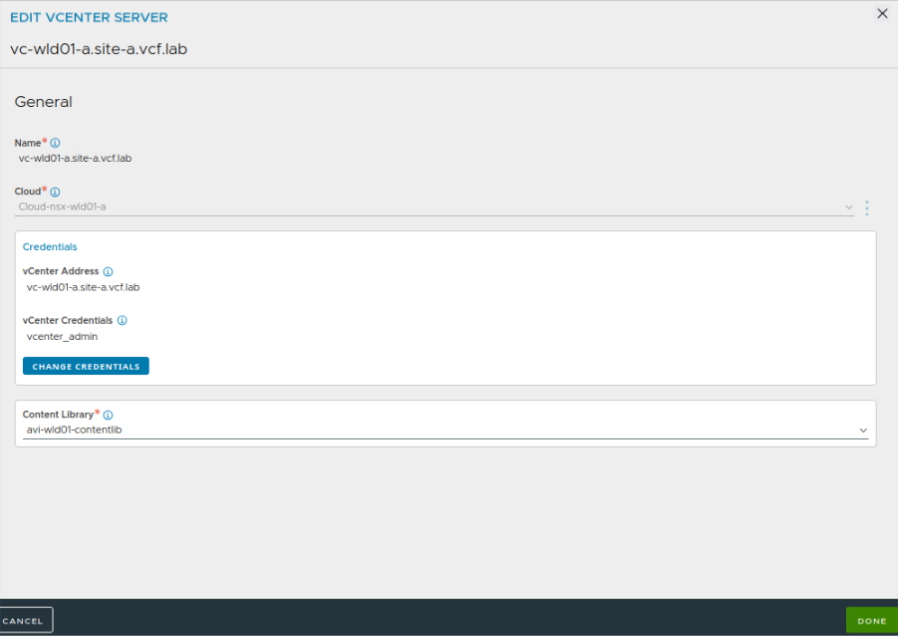 EDIT VCENTER SERVER
vc-wld01-a.site-a.vcf.lab
General
Name*
vc-wld01-a.site-a.vcf.lab
Cloud*
Cloud-nsx-wld01-a
Credentials
vCenter Address
vc-wld01-a.site-a.vcf.lab
vCenter Credentials
vcenter_admin
CHANGE CREDENTIALS
Content Library*
avi-wld01-contentlib
CANCEL
DONE